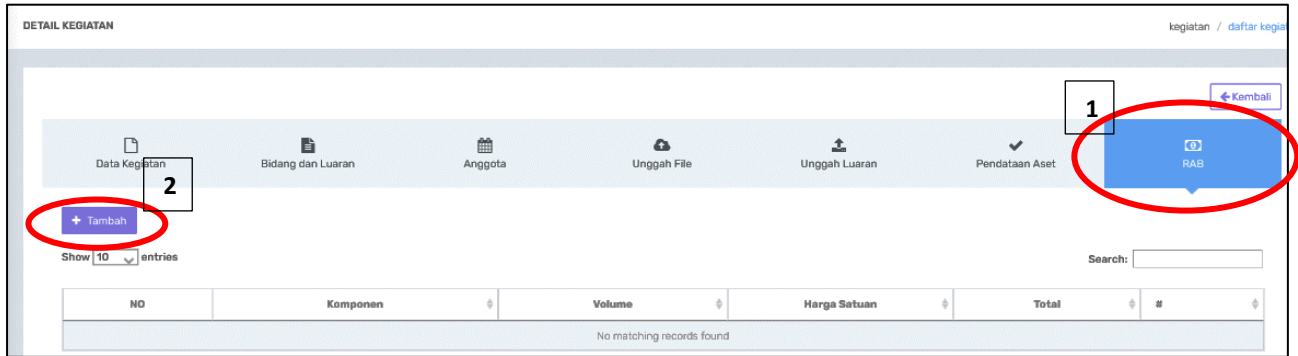 DETAIL KEGIATAN
kegiatan / daftar kegiat
1
Kembali
Data Kegiatan
Bidang dan Luaran
Anggota
Unggah File
Unggah Luaran
Pendataan Aset
RAB
2
+ Tambah
Show 10 entries
Search:
NO Komponen Volume Harga Satuan Total #
No matching records found